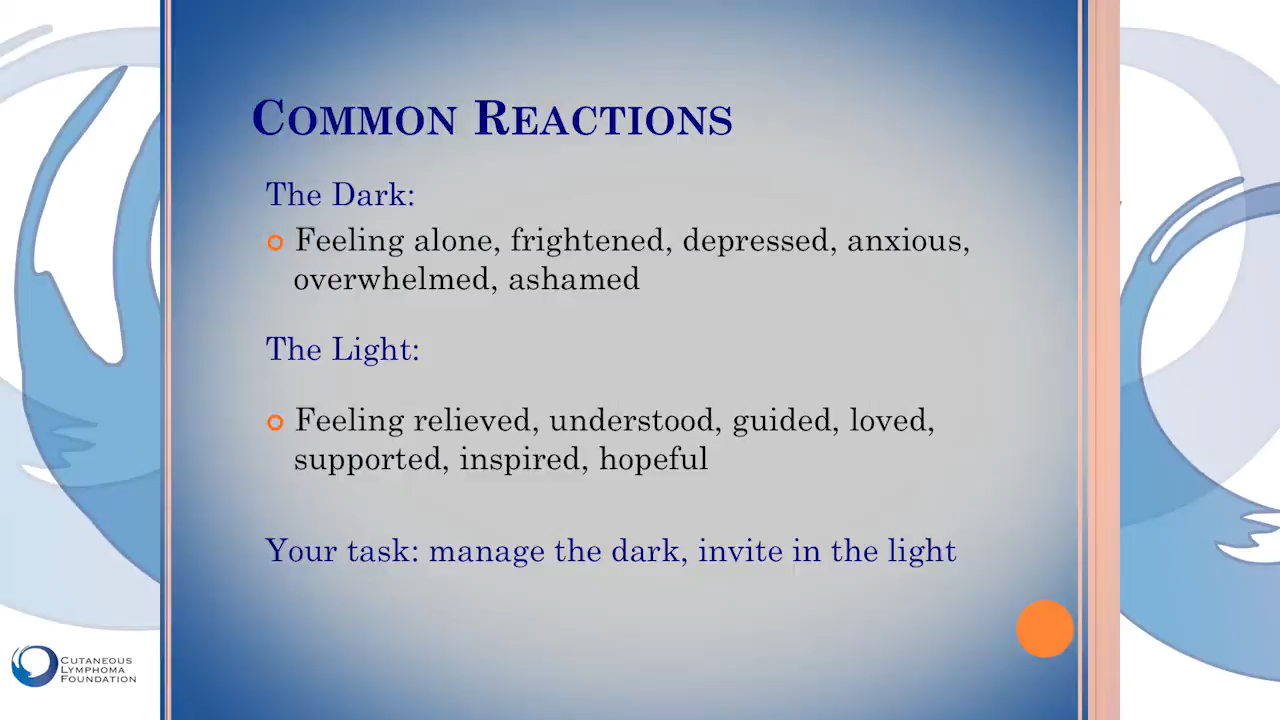 COMMON REACTIONS
The Dark:
Feeling alone, frightened, depressed, anxious,
overwhelmed, ashamed
The Light:
Feeling relieved, understood, guided, loved,
supported, inspired, hopeful
Your task: manage the dark, invite in the light
CUTANEOUS
LYMPHOMA
FOUNDATION